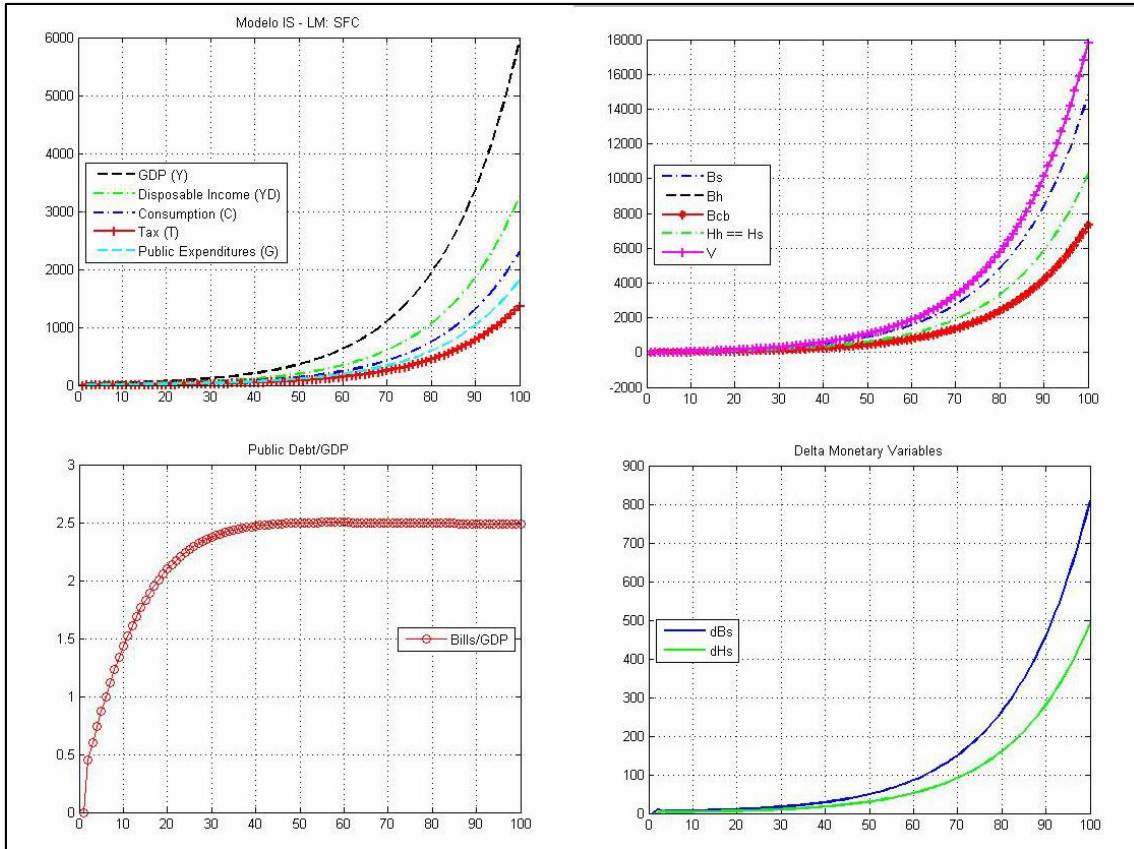 Modelo IS - LM: SFC
6000
5000
4000
3000
2000
1000
0
GDP (Y)
Disposable Income (YD)
Consumption (C)
Tax (T)
Public Expenditures (G)
0 10 20 30 40 50 60 70 80 90 100
18000
16000
14000
12000
10000
8000
6000
4000
2000
0
-2000
Bs
Bh
Bcb
Hh == Hs
V
0 10 20 30 40 50 60 70 80 90 100
Public Debt/GDP
3
2.5
2
1.5
1
0.5
0
Bills/GDP
0 10 20 30 40 50 60 70 80 90 100
Delta Monetary Variables
900
800
700
600
500
400
300
200
100
0
dBs
dHs
0 10 20 30 40 50 60 70 80 90 100